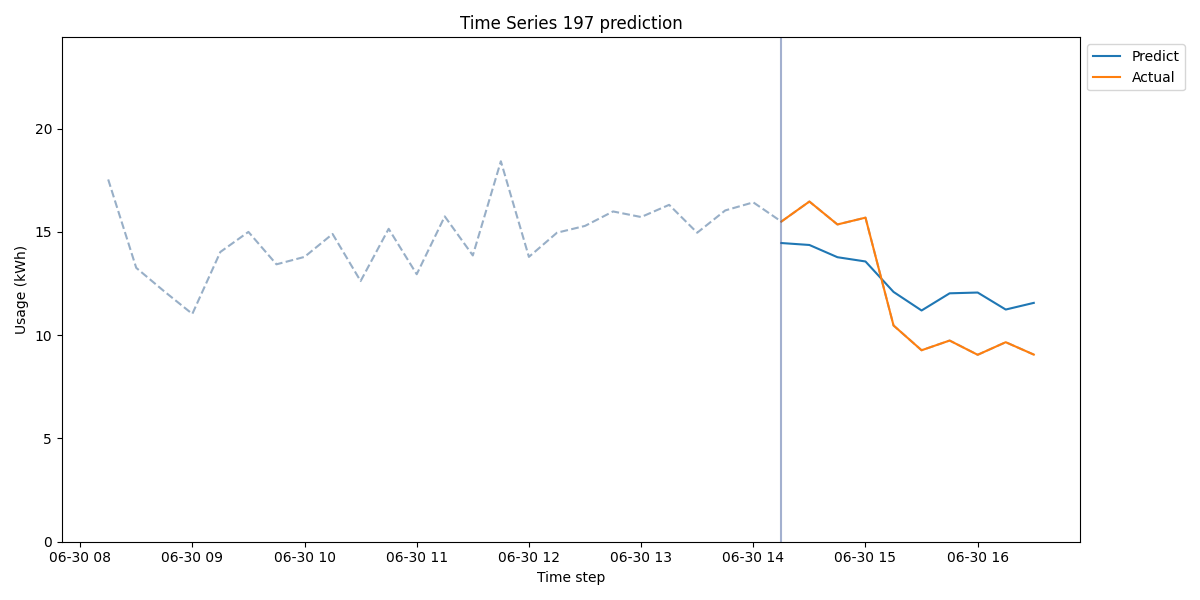 Time Series 197 prediction
Predict
Actual
Usage (kWh)
20
15
10
5
0
06-30 08
06-30 09
06-30 10
06-30 11
06-30 12
06-30 13
06-30 14
06-30 15
06-30 16
Time step